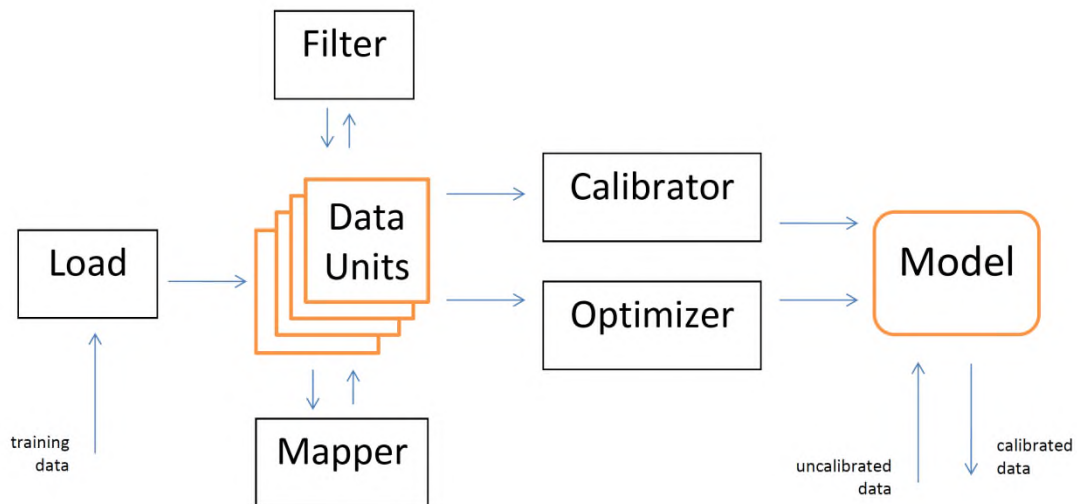 Filter
Data
Units
Calibrator
Load
Optimizer
Model
Mapper
training
data
uncalibrated
data
calibrated
data